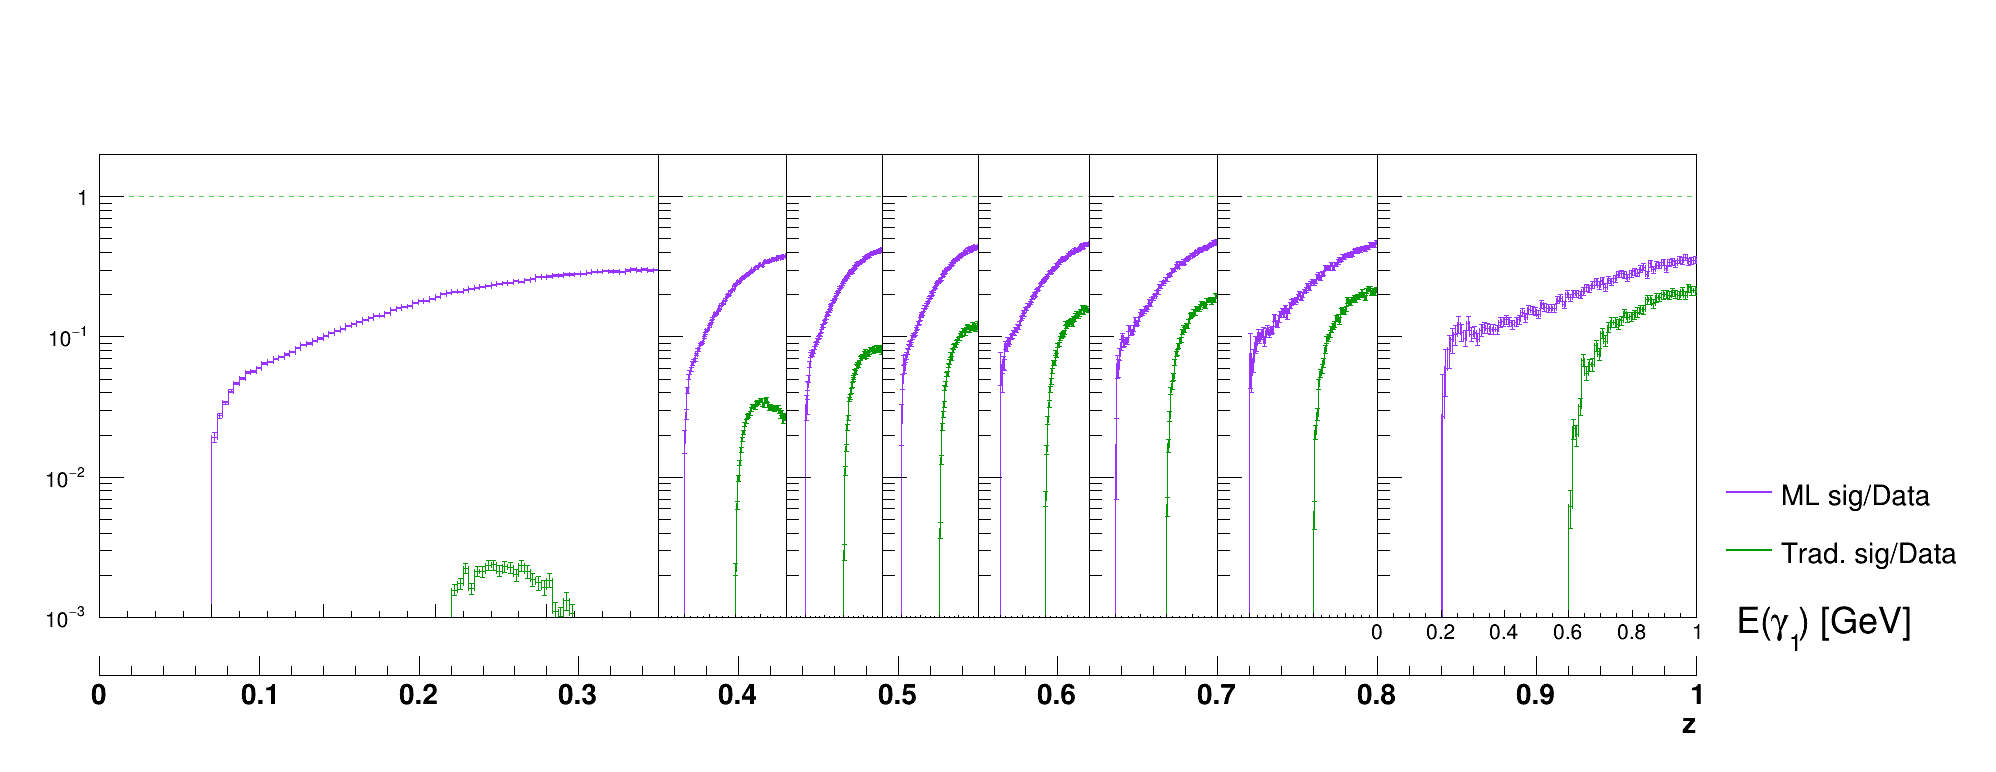 1
10⁻¹
10⁻²
10⁻³
ML sig/Data
Trad. sig/Data
0 0.2 0.4 0.6 0.8 1
E(γ₁) [GeV]
0 0.1 0.2 0.3 0.4 0.5 0.6 0.7 0.8 0.9 1
z